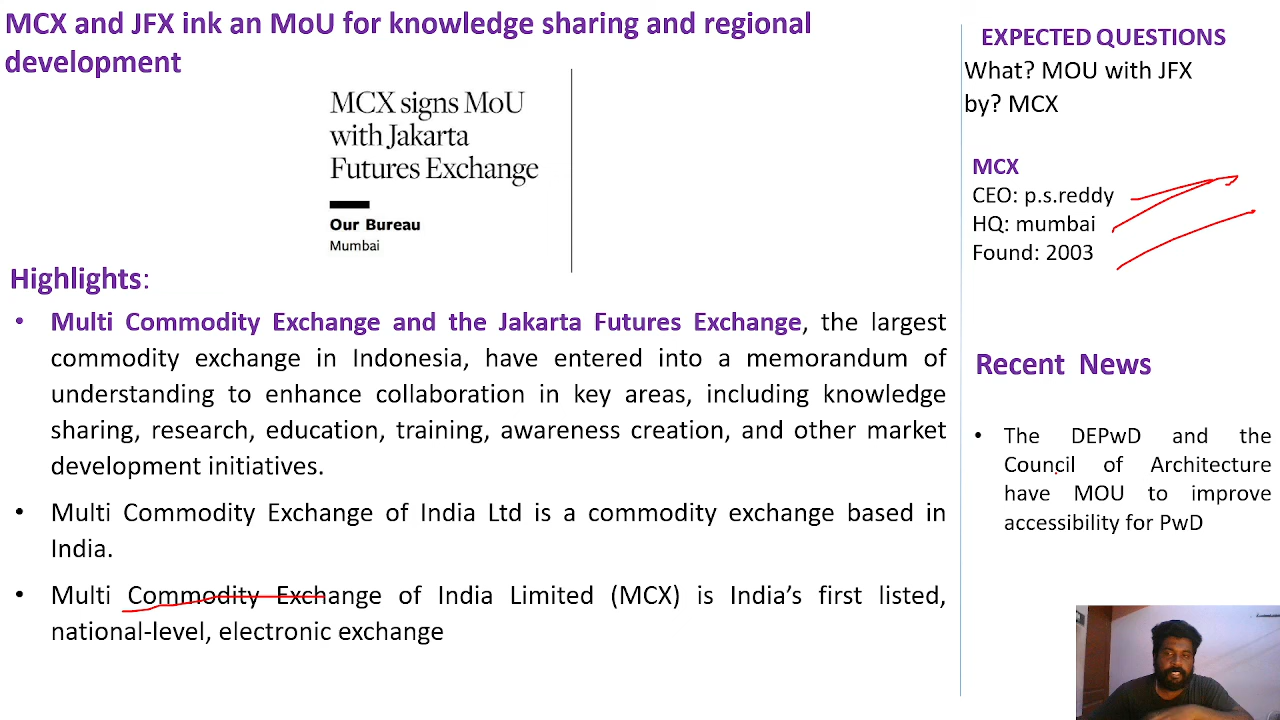 MCX and JFX ink an MoU for knowledge sharing and regional
development
MCX signs MoU
with Jakarta
Futures Exchange
Our Bureau
Mumbai
Highlights:
• Multi Commodity Exchange and the Jakarta Futures Exchange, the largest
commodity exchange in Indonesia, have entered into a memorandum of
understanding to enhance collaboration in key areas, including knowledge
sharing, research, education, training, awareness creation, and other market
development initiatives.
• Multi Commodity Exchange of India Ltd is a commodity exchange based in
India.
• Multi Commodity Exchange of India Limited (MCX) is India's first listed,
national-level, electronic exchange
EXPECTED QUESTIONS
What? MOU with JFX
by? MCX
MCX
CEO: p.s.reddy
HQ: mumbai
Found: 2003
Recent News
• The DEPwD and the
Council of Architecture
have MOU to improve
accessibility for PwD